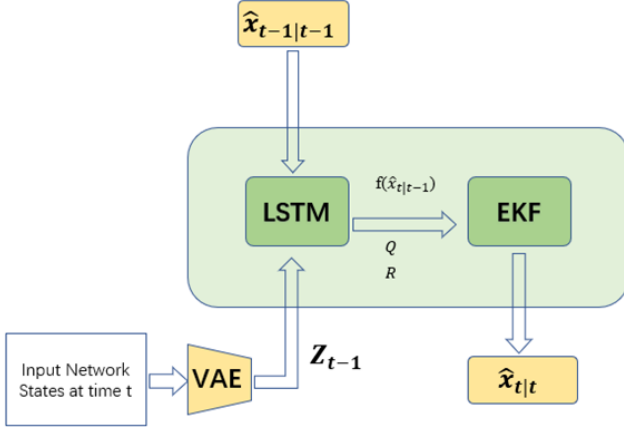 x̂ₜ₋₁|ₜ₋₁
f(x̂ₜ|ₜ₋₁)
LSTM
EKF
Q
R
Zₜ₋₁
Input Network
States at time t
VAE
x̂ₜ|ₜ